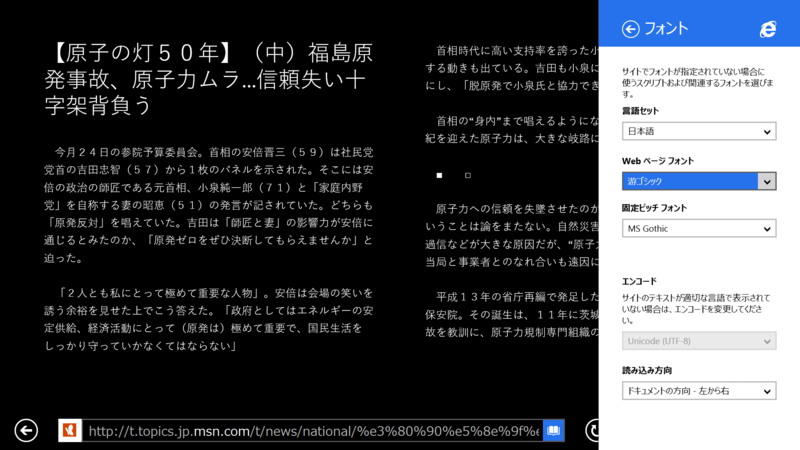 【原子の灯５０年】（中）福島原
発事故、原子力ムラ…信頼失い十
字架背負う
　今月２４日の参院予算委員会。首相の安倍晋三（５９）は社民党
党首の吉田忠智（５７）から１枚のパネルを示された。そこには安
倍の政治の師匠である元首相、小泉純一郎（７１）と「家庭内野
党」を自称する妻の昭恵（５１）の発言が記されていた。どちらも
「原発反対」を唱えていた。吉田は「師匠と妻」の影響力が安倍に
通じるとみたのか、「原発ゼロをぜひ決断してもらえませんか」と
迫った。
　「２人とも私にとって極めて重要な人物」。安倍は会場の笑いを
誘う余裕を見せた上でこう答えた。「政府としてはエネルギーの安
定供給、経済活動にとって（原発は）極めて重要で、国民生活を
しっかり守っていかなくてはならない」
　首相時代に高い支持率を誇った小
する動きも出ている。吉田も小泉に
にし、「脱原発で小泉氏と協力でき
　首相の“身内”まで唱えるようにな
紀を迎えた原子力は、大きな岐路に
　■　　□
　原子力への信頼を失墜させたのが
いうことは論をまたない。自然災害
過信などが大きな原因だが、“原子力
当局と事業者とのなれ合いも遠因に
　平成１３年の省庁再編で発足した
保安院。その誕生は、１１年に茨城
故を教訓に、原子力規制専門組織の
http://t.topics.jp.msn.com/t/news/national/%e3%80%90%e5%8e%9f%e
フォント
サイトでフォントが指定されていない場合に
使うスクリプトおよび関連するフォントを選びま
す。
言語セット
日本語
Web ページ フォント
游ゴシック
固定ピッチ フォント
MS Gothic
エンコード
サイトのテキストが適切な言語で表示されて
いない場合は、エンコードを変更してくださ
い。
Unicode (UTF-8)
読み込み方向
ドキュメントの方向 - 左から右